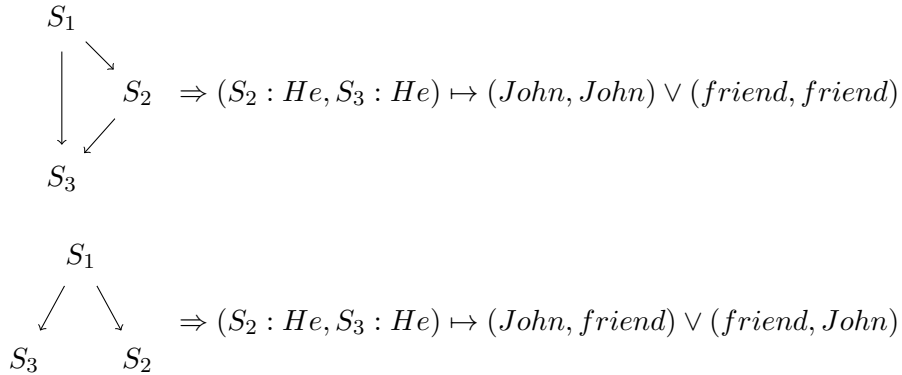 S₁
S₂ ⇒ (S₂ : He, S₃ : He) ↦ (John, John) ∨ (friend, friend)
S₃
S₁
⇒ (S₂ : He, S₃ : He) ↦ (John, friend) ∨ (friend, John)
S₃ S₂